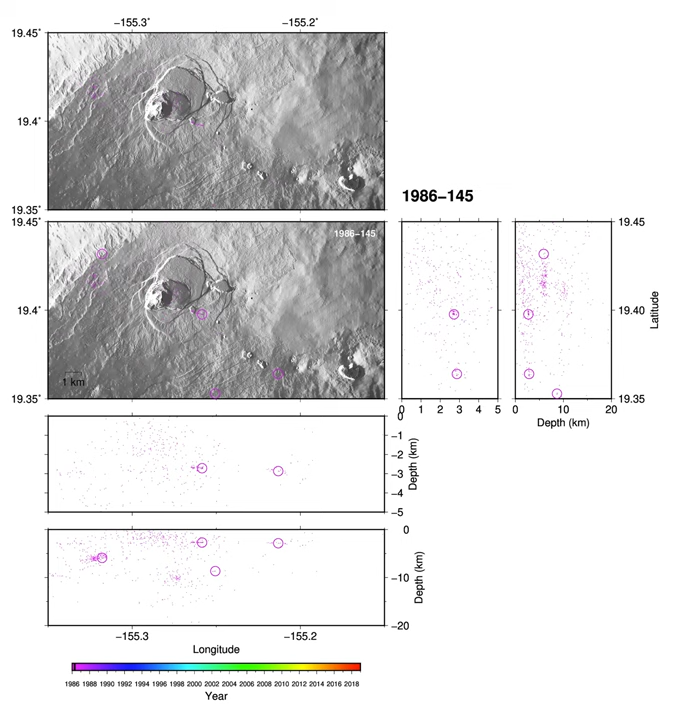 −155.3˚ −155.2˚
19.45˚
19.4˚
19.35˚
1986−145
19.45˚ 1986−145 19.45
19.4˚ 19.40
Latitude
1 km
19.35˚ 19.35
0 1 2 3 4 5 0 10 20
Depth (km)
0
−1
−2
−3
−4
−5
Depth (km)
0
−10
−20
Depth (km)
−155.3 −155.2
Longitude
1986 1988 1990 1992 1994 1996 1998 2000 2002 2004 2006 2008 2010 2012 2014 2016 2018
Year